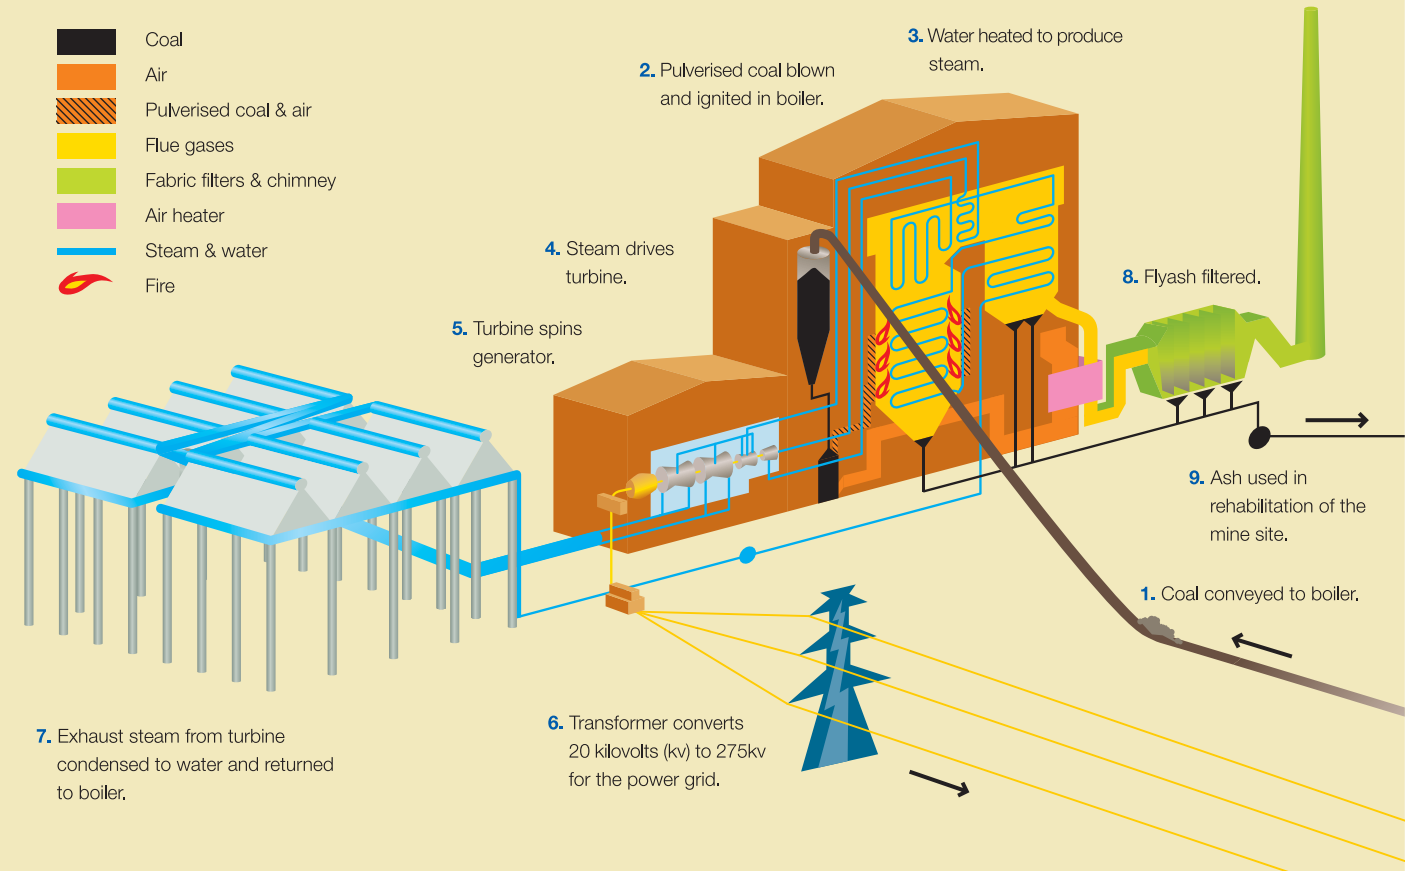 Coal
Air
Pulverised coal & air
Flue gases
Fabric filters & chimney
Air heater
Steam & water
Fire
1. Coal conveyed to boiler.
2. Pulverised coal blown
and ignited in boiler.
3. Water heated to produce
steam.
4. Steam drives
turbine.
5. Turbine spins
generator.
6. Transformer converts
20 kilovolts (kv) to 275kv
for the power grid.
7. Exhaust steam from turbine
condensed to water and returned
to boiler.
8. Flyash filtered.
9. Ash used in
rehabilitation of the
mine site.